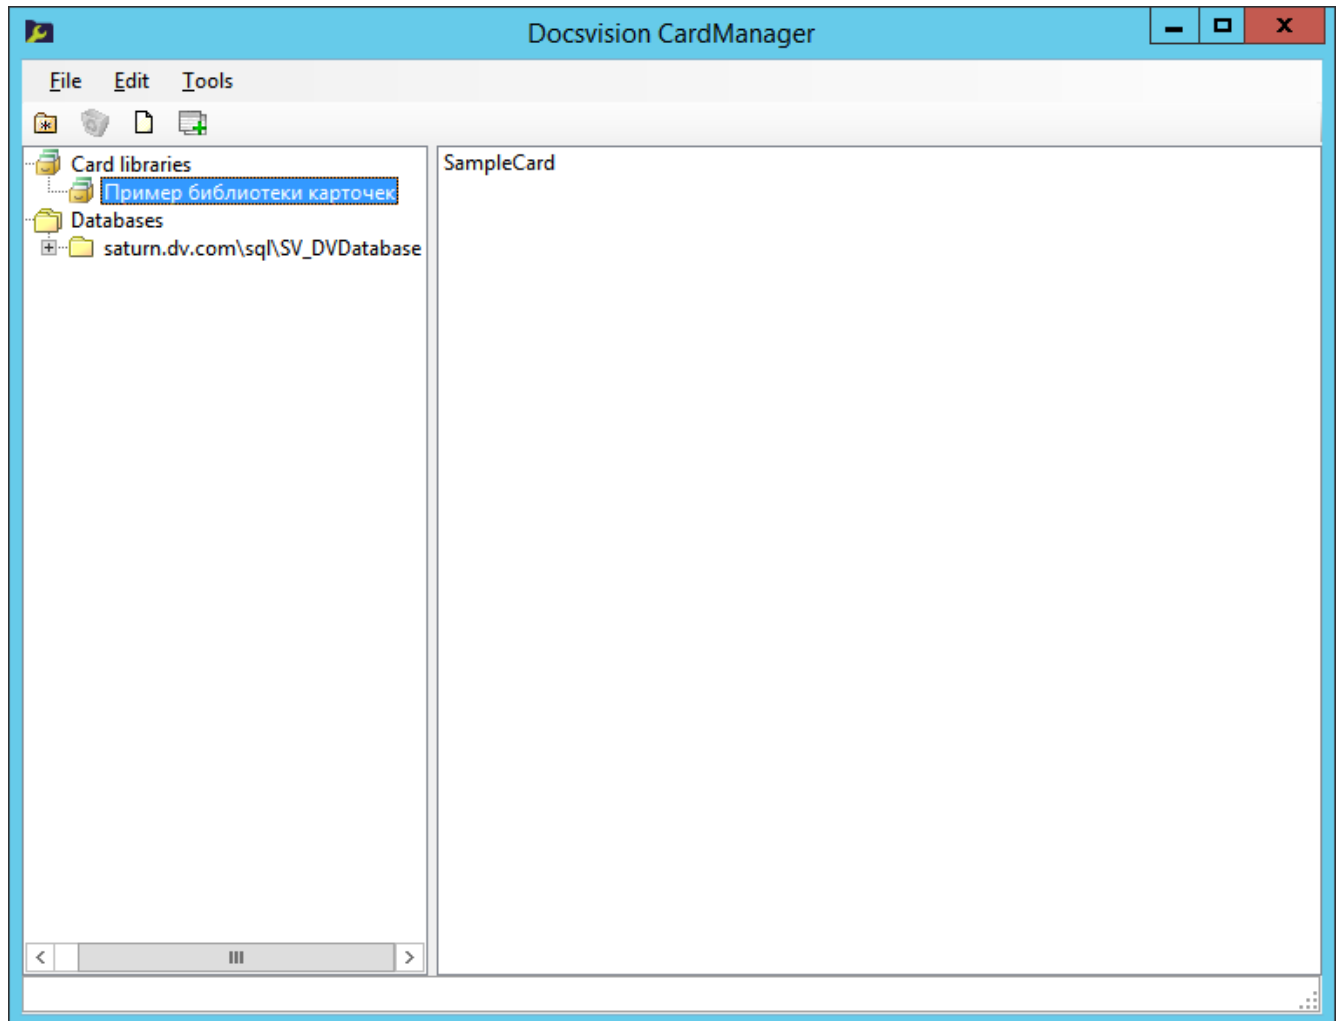 Docsvision CardManager
File Edit Tools
Card libraries
Пример библиотеки карточек
Databases
saturn.dv.com\sql\SV_DVDatabase
SampleCard